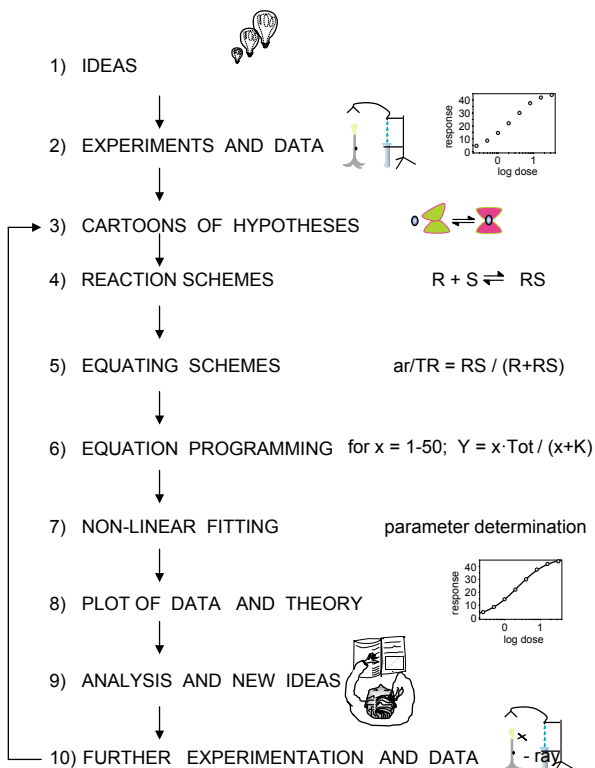 1) IDEAS
2) EXPERIMENTS AND DATA
response
40
30
20
10
0
0 1
log dose
3) CARTOONS OF HYPOTHESES
4) REACTION SCHEMES R + S ⇌ RS
5) EQUATING SCHEMES ar/TR = RS / (R+RS)
6) EQUATION PROGRAMMING for x = 1-50; Y = x·Tot / (x+K)
7) NON-LINEAR FITTING parameter determination
8) PLOT OF DATA AND THEORY
response
40
30
20
10
0
0 1
log dose
9) ANALYSIS AND NEW IDEAS
10) FURTHER EXPERIMENTATION AND DATA x - ray